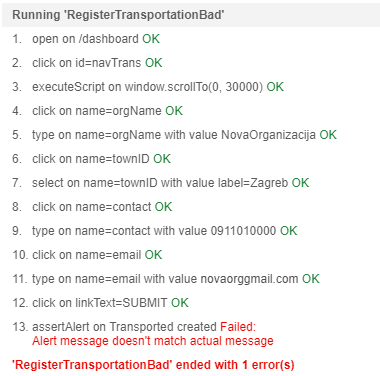 Running 'RegisterTransportationBad'
1. open on /dashboard OK
2. click on id=navTrans OK
3. executeScript on window.scrollTo(0, 30000) OK
4. click on name=orgName OK
5. type on name=orgName with value NovaOrganizacija OK
6. click on name=townID OK
7. select on name=townID with value label=Zagreb OK
8. click on name=contact OK
9. type on name=contact with value 0911010000 OK
10. click on name=email OK
11. type on name=email with value novaorggmail.com OK
12. click on linkText=SUBMIT OK
13. assertAlert on Transported created Failed:
Alert message doesn't match actual message
'RegisterTransportationBad' ended with 1 error(s)